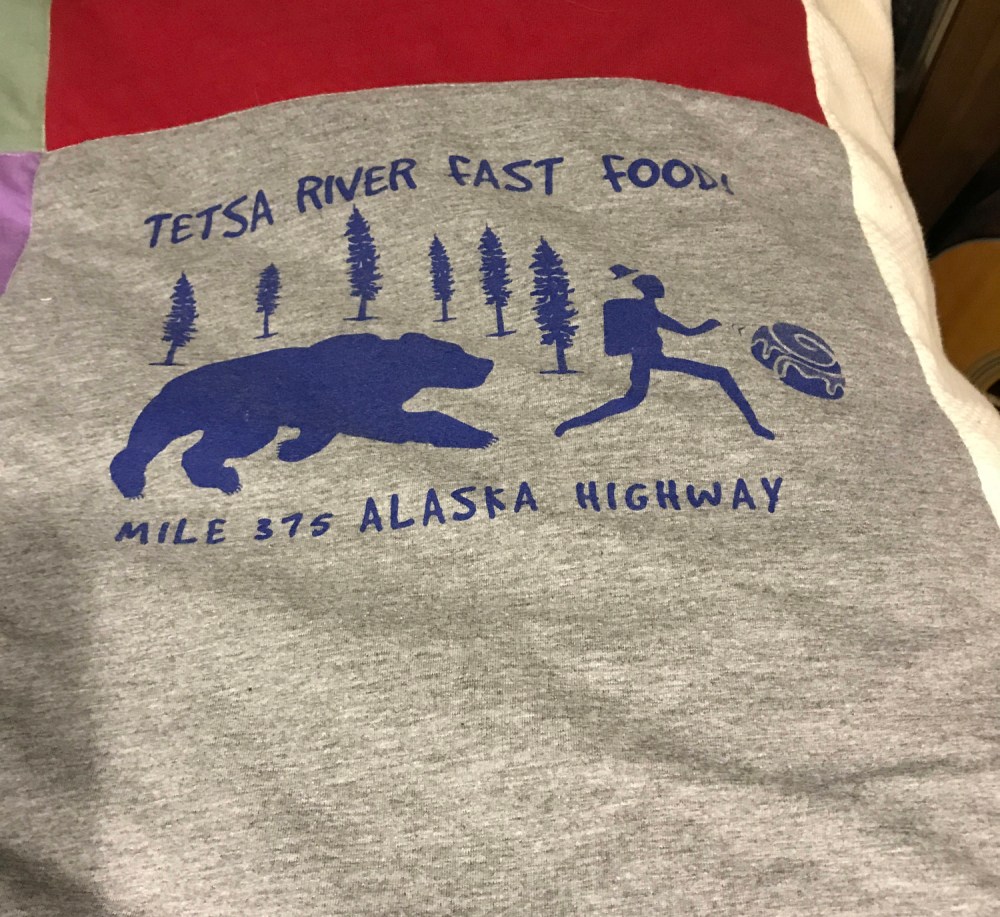 TETSA RIVER FAST FOOD!
MILE 375 ALASKA HIGHWAY